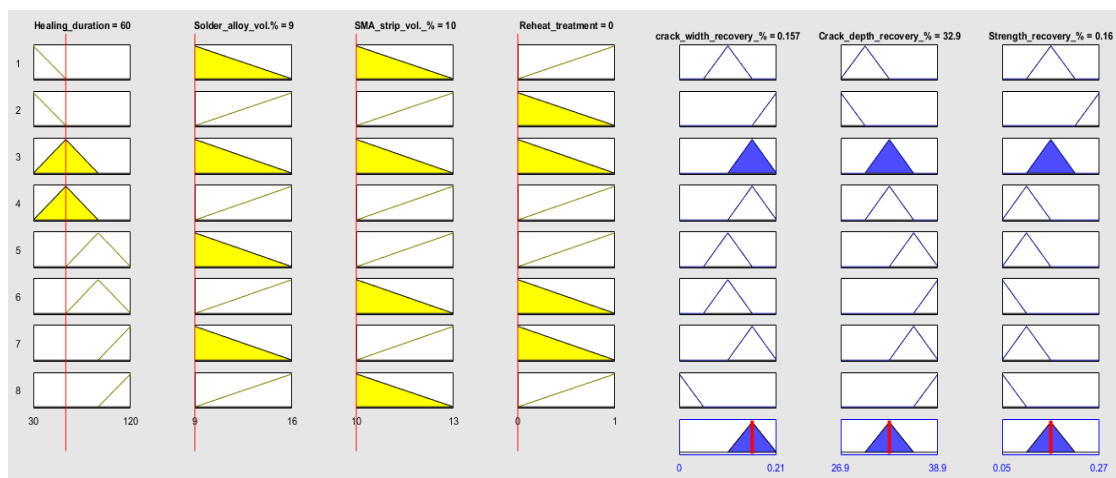 Healing_duration = 60
Solder_alloy_vol.% = 9
SMA_strip_vol._% = 10
Reheat_treatment = 0
crack_width_recovery_% = 0.157
Crack_depth_recovery_% = 32.9
Strength_recovery_% = 0.16
1
2
3
4
5
6
7
8
30 120
9 16
10 13
0 1
0 0.21
26.9 38.9
0.05 0.27